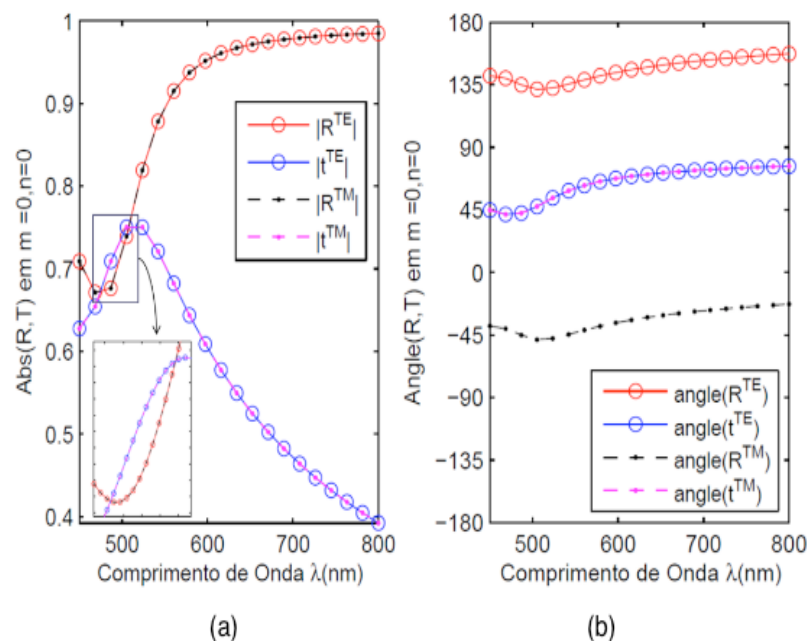 Abs(R,T) em m =0,n=0
1
0.9
0.8
0.7
0.6
0.5
0.4
500
600
700
800
Comprimento de Onda λ(nm)
|R^TE|
|t^TE|
|R^TM|
|t^TM|
(a)
Angle(R,T) em m =0,n=0
180
135
90
45
0
−45
−90
−135
−180
500
600
700
800
Comprimento de Onda λ(nm)
angle(R^TE)
angle(t^TE)
angle(R^TM)
angle(t^TM)
(b)